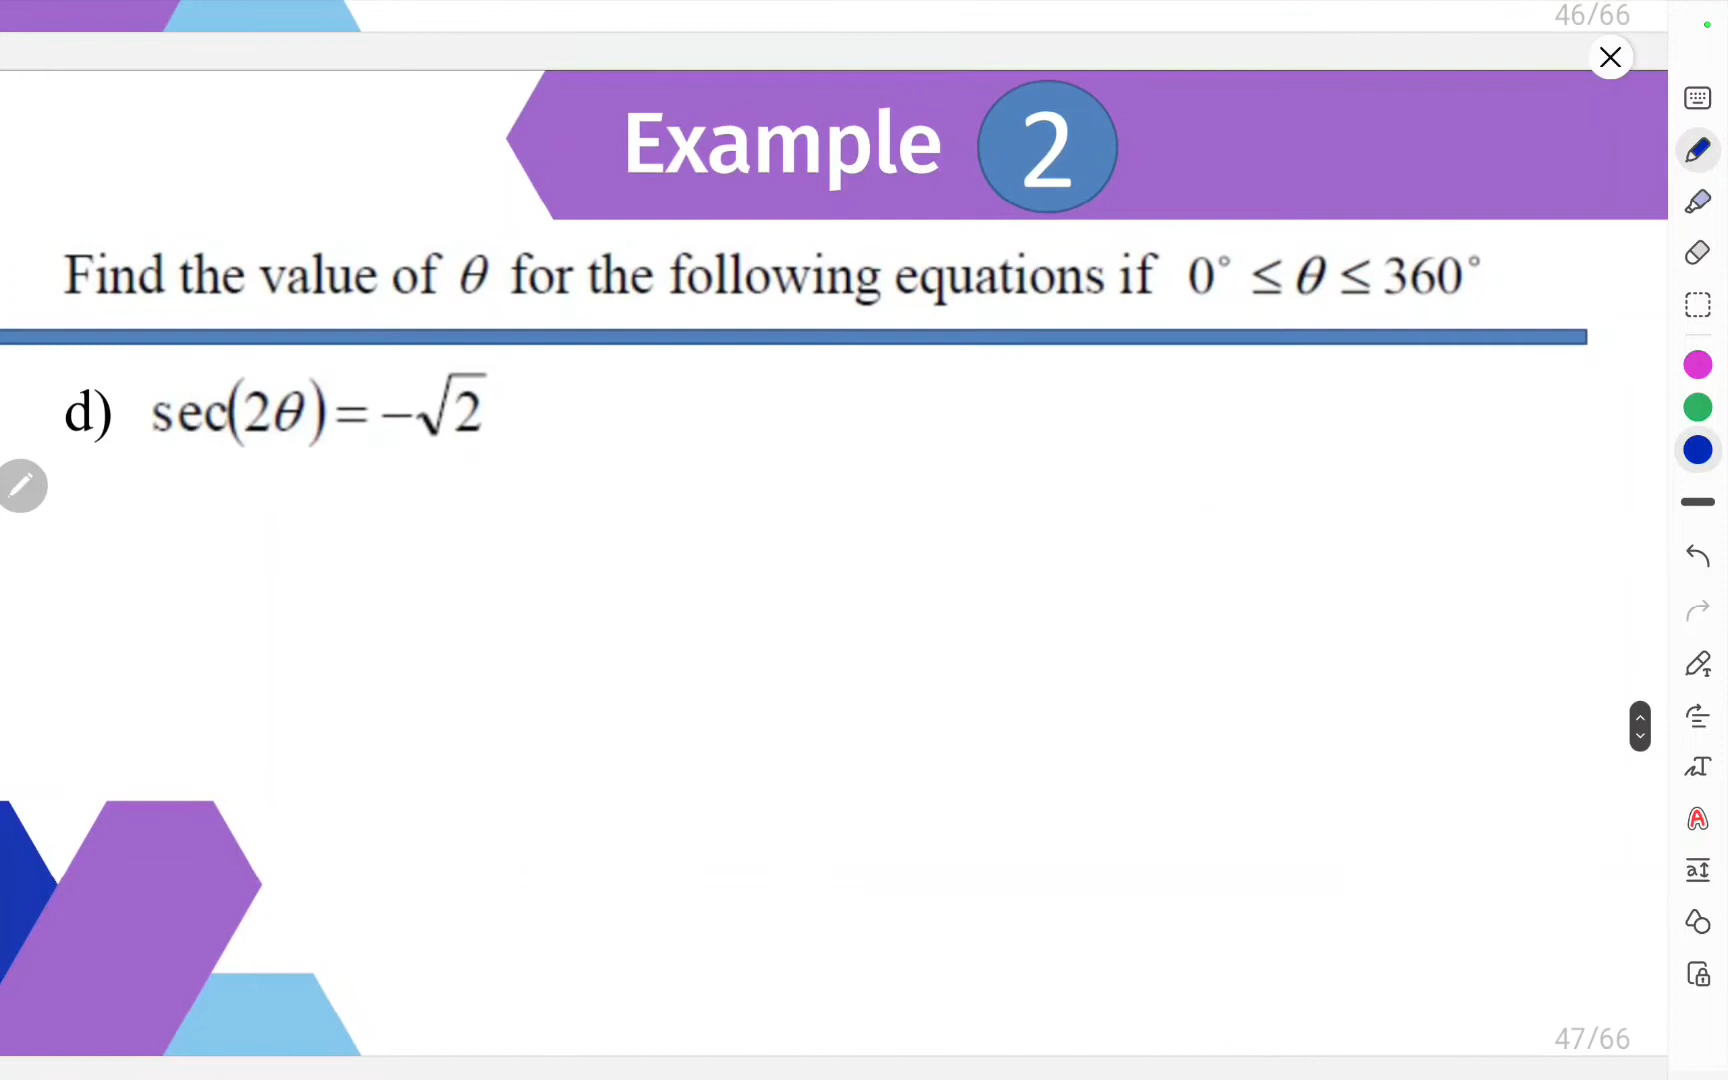 46/66
Example 2
Find the value of θ for the following equations if 0° ≤ θ ≤ 360°
d) sec(2θ) = −√2
47/66